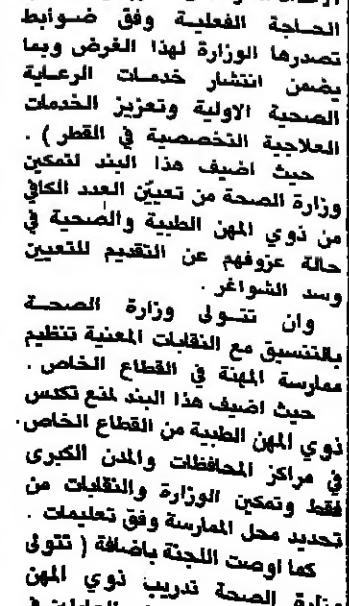 الحاجة الفعلية وفق ضوابط
تصدرها الوزارة لهذا الغرض وبما
يضمن انتشار خدمات الرعاية
الصحية الاولية وتعزيز الخدمات
العلاجية التخصصية في القطر ) .
حيث اضيف هذا البند لتمكين
وزارة الصحة من تعيين العدد الكافي
من ذوي المهن الطبية والصحية في
حالة عزوفهم عن التقديم للتعيين
وسد الشواغر .
وان تتولى وزارة الصحة
بالتنسيق مع النقابات المعنية تنظيم
ممارسة المهنة في القطاع الخاص .
حيث اضيف هذا البند لمنع تكدس
ذوي المهن الطبية من القطاع الخاص
في مراكز المحافظات والمدن الكبرى
فقط وتمكين الوزارة والنقابات من
تحديد محل الممارسة وفق تعليمات .
كما اوصت اللجنة باضافة ( تتولى
وزارة الصحة تدريب ذوي المهن